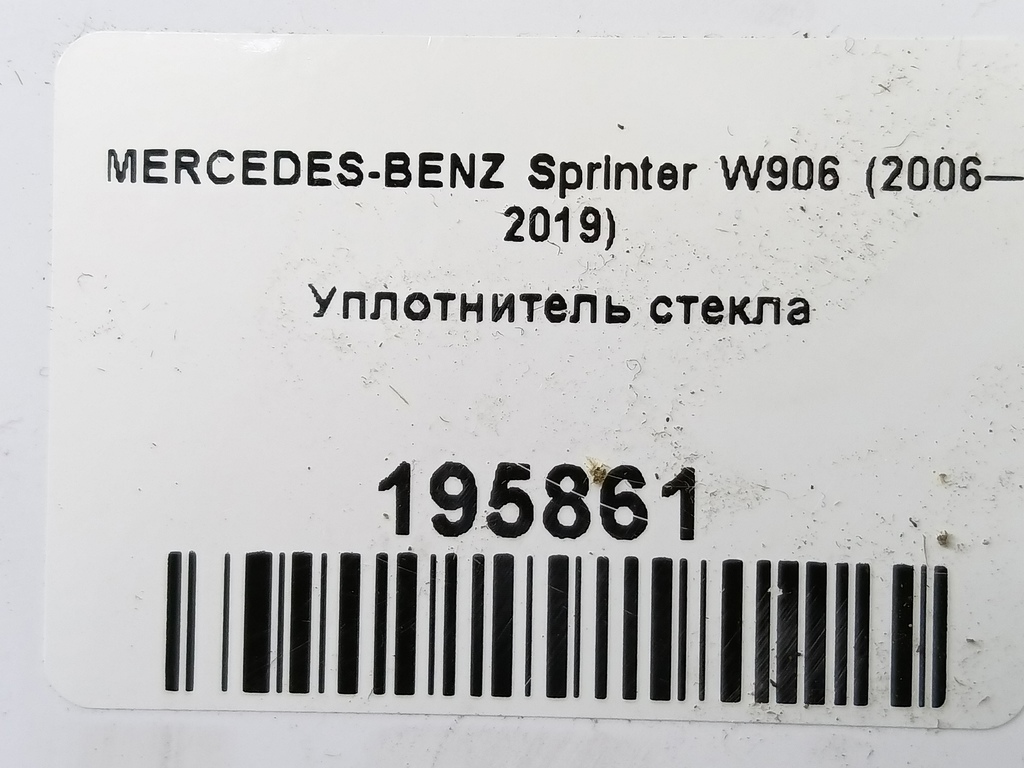 MERCEDES-BENZ Sprinter W906 (2006—
2019)
Уплотнитель стекла
195861